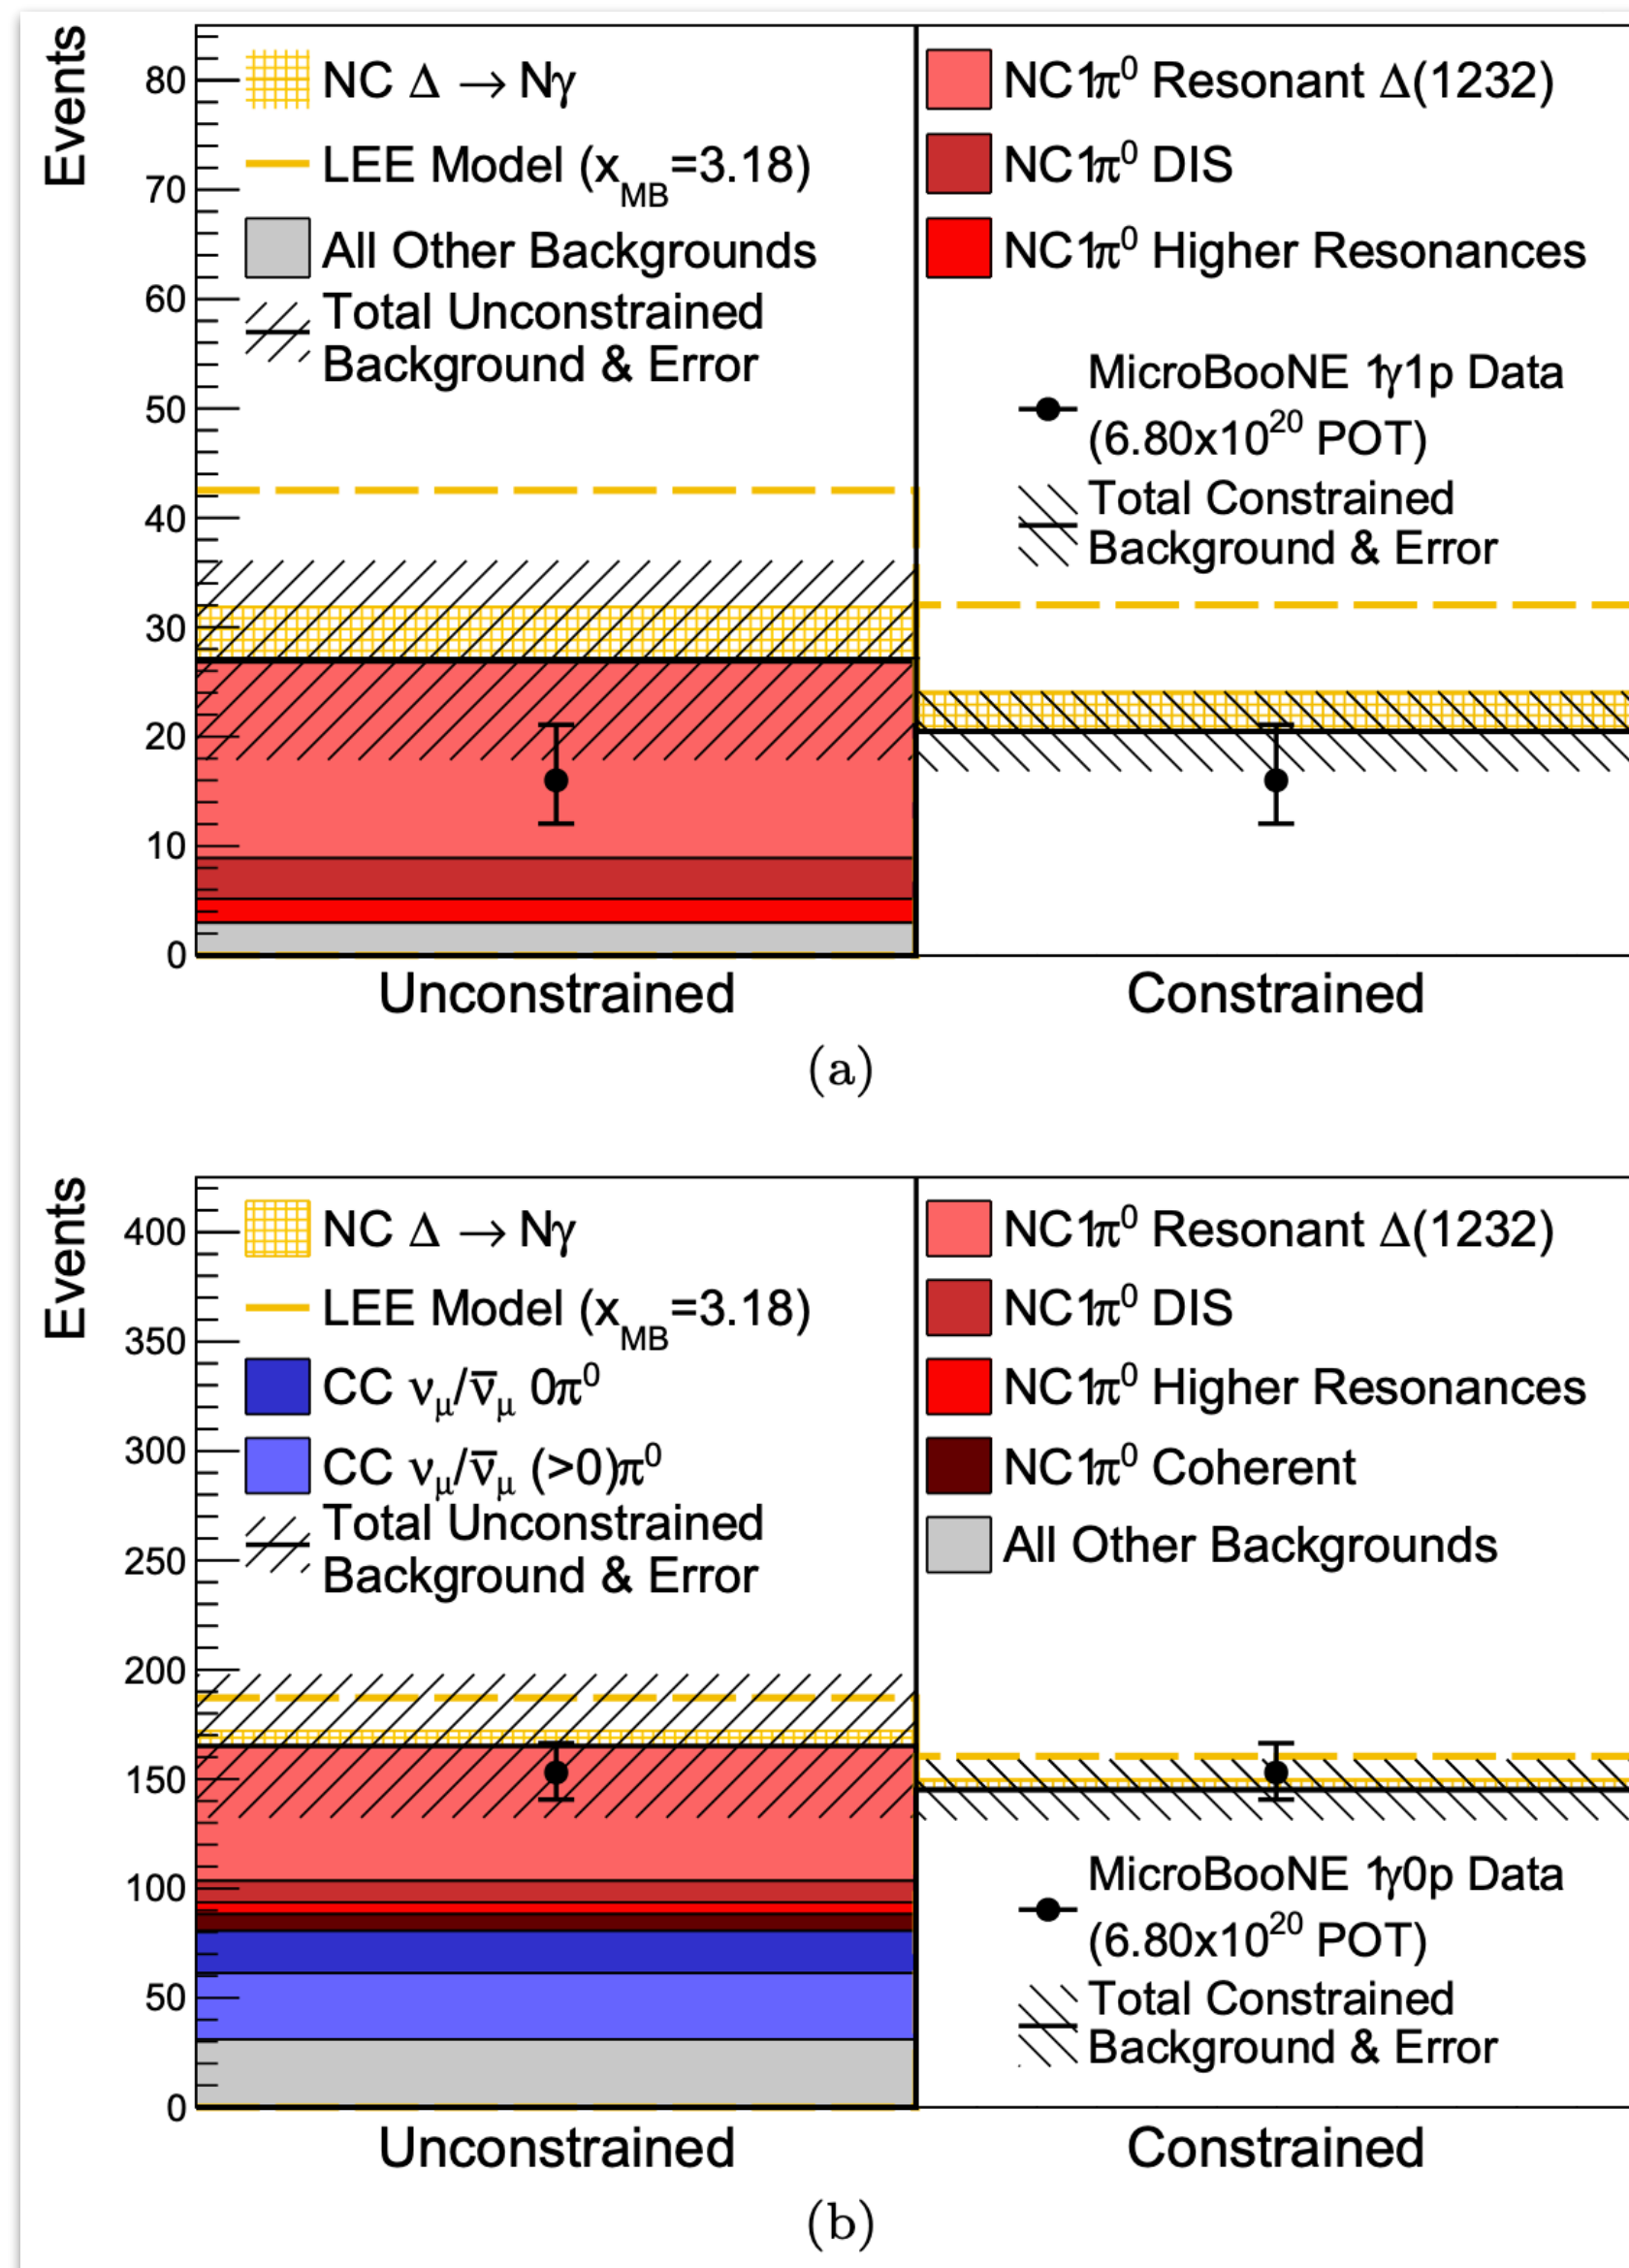 Events
80
70
60
50
40
30
20
10
0
NC Δ → Nγ
LEE Model (x_MB=3.18)
All Other Backgrounds
Total Unconstrained
Background & Error
NC1π⁰ Resonant Δ(1232)
NC1π⁰ DIS
NC1π⁰ Higher Resonances
MicroBooNE 1γ1p Data
(6.80x10²⁰ POT)
Total Constrained
Background & Error
Unconstrained
Constrained
(a)
Events
400
350
300
250
200
150
100
50
0
NC Δ → Nγ
LEE Model (x_MB=3.18)
CC ν_μ/ν̅_μ 0π⁰
CC ν_μ/ν̅_μ (>0)π⁰
Total Unconstrained
Background & Error
NC1π⁰ Resonant Δ(1232)
NC1π⁰ DIS
NC1π⁰ Higher Resonances
NC1π⁰ Coherent
All Other Backgrounds
MicroBooNE 1γ0p Data
(6.80x10²⁰ POT)
Total Constrained
Background & Error
Unconstrained
Constrained
(b)